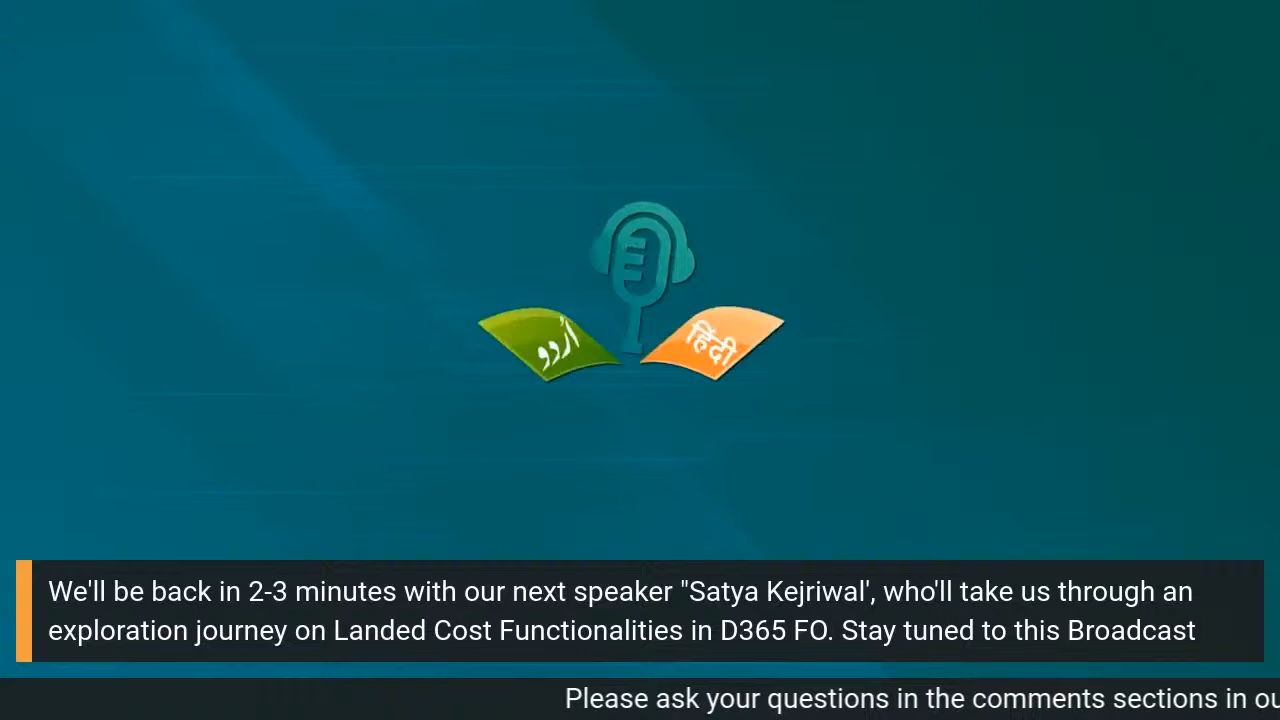 اُردو
हिंदी
We'll be back in 2-3 minutes with our next speaker "Satya Kejriwal', who'll take us through an
exploration journey on Landed Cost Functionalities in D365 FO. Stay tuned to this Broadcast
Please ask your questions in the comments sections in